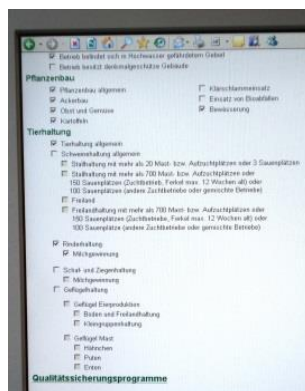 Betrieb befindet sich in Hochwasser gefährdetem Gebiet
Betrieb besitzt denkmalgeschütze Gebäude
Pflanzenbau
Pflanzenbau allgemein
Klärschlammeinsatz
Ackerbau
Einsatz von Bioabfällen
Obst und Gemüse
Bewässerung
Kartoffeln
Tierhaltung
Tierhaltung allgemein
Schweinehaltung allgemein
Stallhaltung mit mehr als 20 Mast- bzw. Aufzuchtplätzen oder 3 Sauenplätzen
Stallhaltung mit mehr als 700 Mast- bzw. Aufzuchtplätzen oder
150 Sauenplätzen (Zuchtbetrieb, Ferkel max. 12 Wochen alt) oder
100 Sauenplätzen (andere Zuchtbetriebe oder gemischte Betriebe)
Freiland
Freilandhaltung mit mehr als 700 Mast- bzw. Aufzuchtplätzen oder
150 Sauenplätzen (Zuchtbetriebe, Ferkel max. 12 Wochen alt) oder
100 Sauenplätze (andere Zuchtbetriebe oder gemischte Betriebe)
Rinderhaltung
Milchgewinnung
Schaf- und Ziegenhaltung
Milchgewinnung
Geflügelhaltung
Geflügel Eierproduktion
Boden und Freilandhaltung
Kleingruppenhaltung
Geflügel Mast
Hähnchen
Puten
Enten
Qualitätssicherungsprogramme